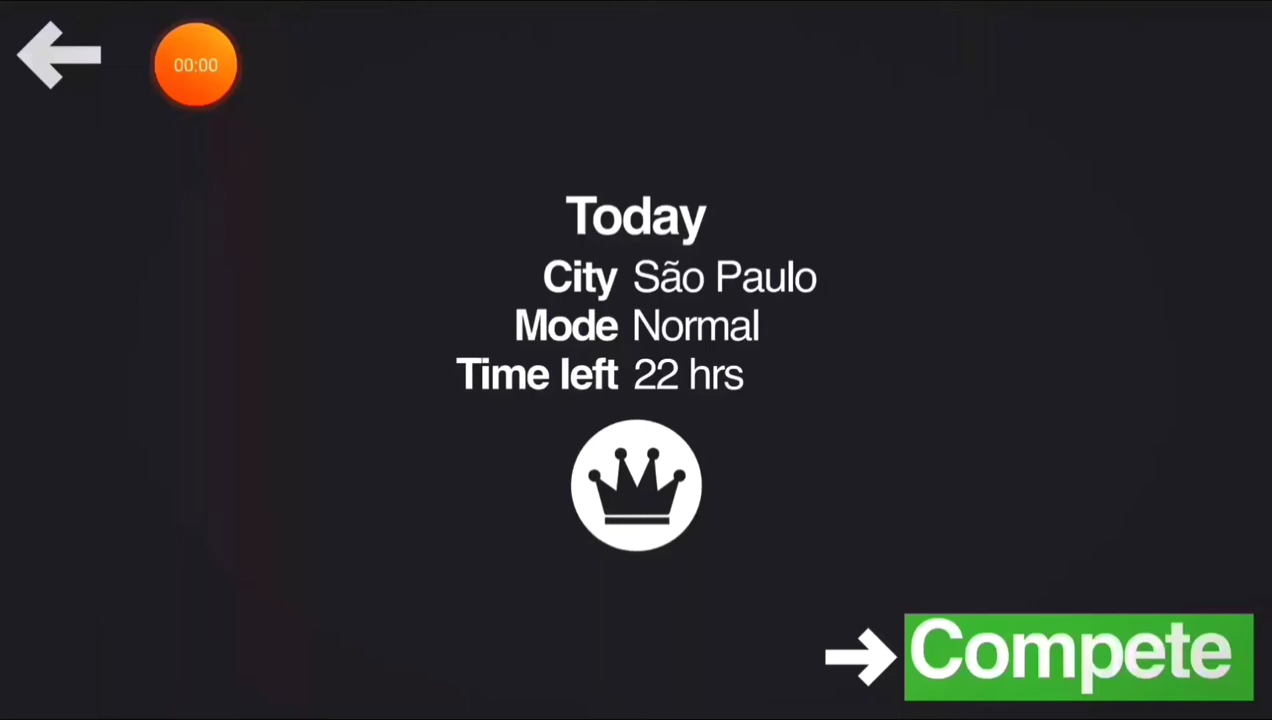 00:00
Today
City São Paulo
Mode Normal
Time left 22 hrs
Compete